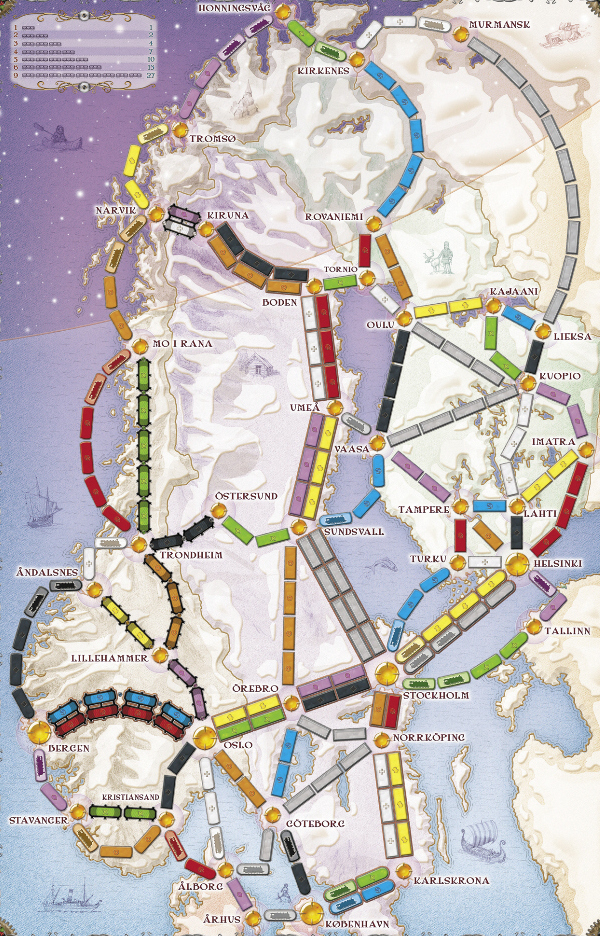 HONNINGSVÅG
MURMANSK
1 1
2 2
3 4
4 7
5 10
6 15
9 27
KIRKENES
TROMSØ
NARVIK
KIRUNA
ROVANIEMI
TORNIO
BODEN
KAJAANI
OULU
LIEKSA
MO I RANA
KUOPIO
UMEÅ
IMATRA
VAASA
ÖSTERSUND
TAMPERE
LAHTI
SUNDSVALL
TRONDHEIM
TURKU
HELSINKI
ÅNDALSNES
TALLINN
LILLEHAMMER
ÖREBRO
STOCKHOLM
BERGEN
OSLO
NORRKÖPING
STAVANGER
KRISTIANSAND
GÖTEBORG
ÅLBORG
KARLSKRONA
ÅRHUS
KØBENHAVN